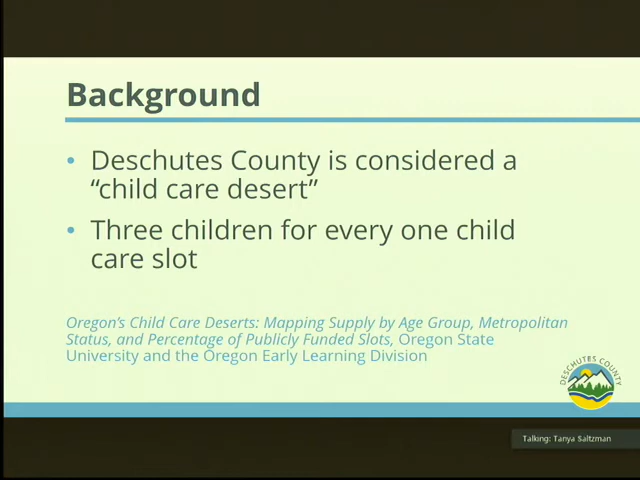 Background
• Deschutes County is considered a
“child care desert”
• Three children for every one child
care slot
Oregon’s Child Care Deserts: Mapping Supply by Age Group, Metropolitan
Status, and Percentage of Publicly Funded Slots, Oregon State
University and the Oregon Early Learning Division
DESCHUTES COUNTY
Talking: Tanya Saltzman